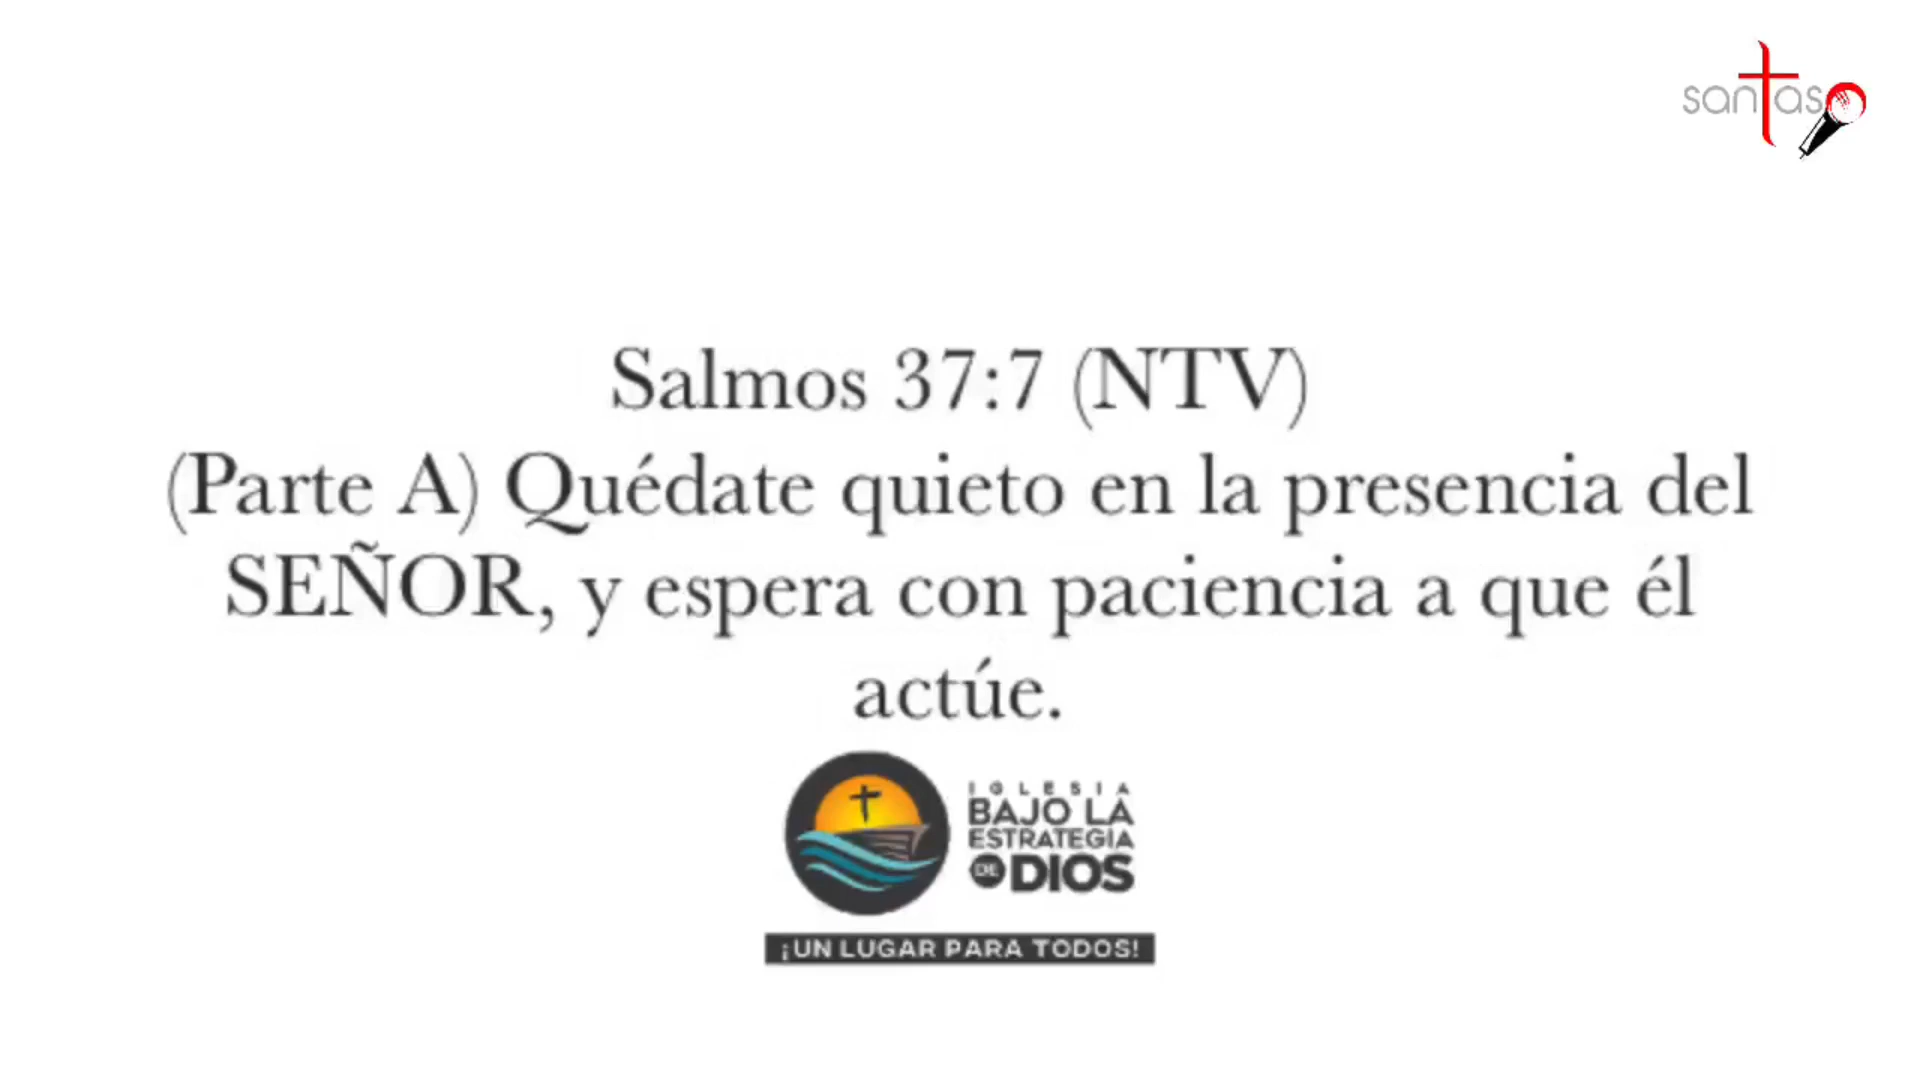 santas
Salmos 37:7 (NTV)
(Parte A) Quédate quieto en la presencia del
SEÑOR, y espera con paciencia a que él
actúe.
IGLESIA
BAJO LA
ESTRATEGIA
DE DIOS
¡UN LUGAR PARA TODOS!